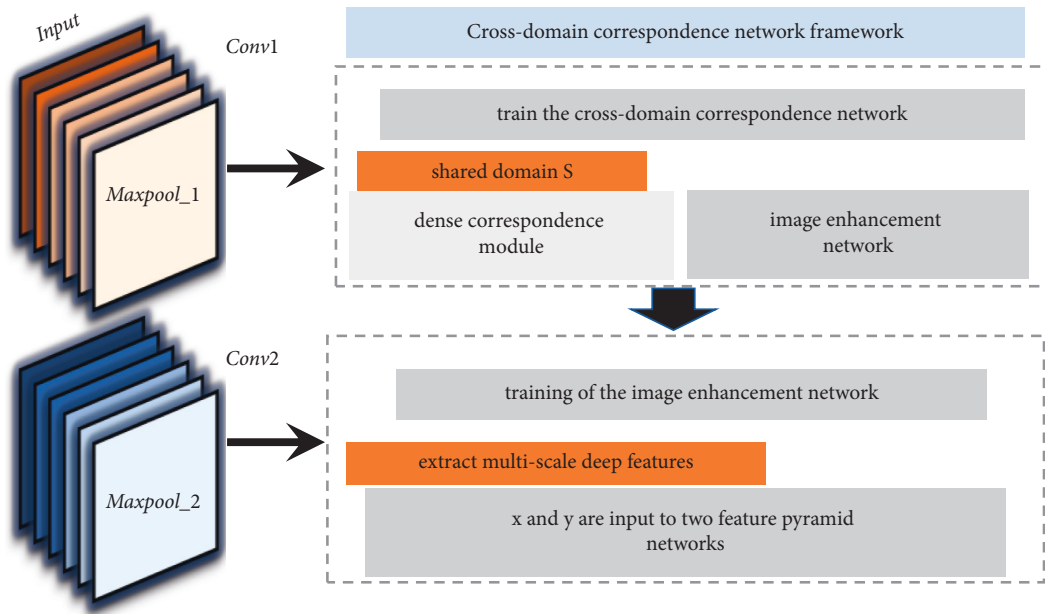 Input
Conv1
Maxpool_1
Cross-domain correspondence network framework
train the cross-domain correspondence network
shared domain S
dense correspondence
module
image enhancement
network
Conv2
Maxpool_2
training of the image enhancement network
extract multi-scale deep features
x and y are input to two feature pyramid
networks